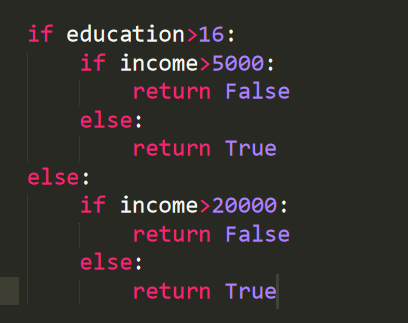 if education>16:
    if income>5000:
        return False
    else:
        return True
else:
    if income>20000:
        return False
    else:
        return True